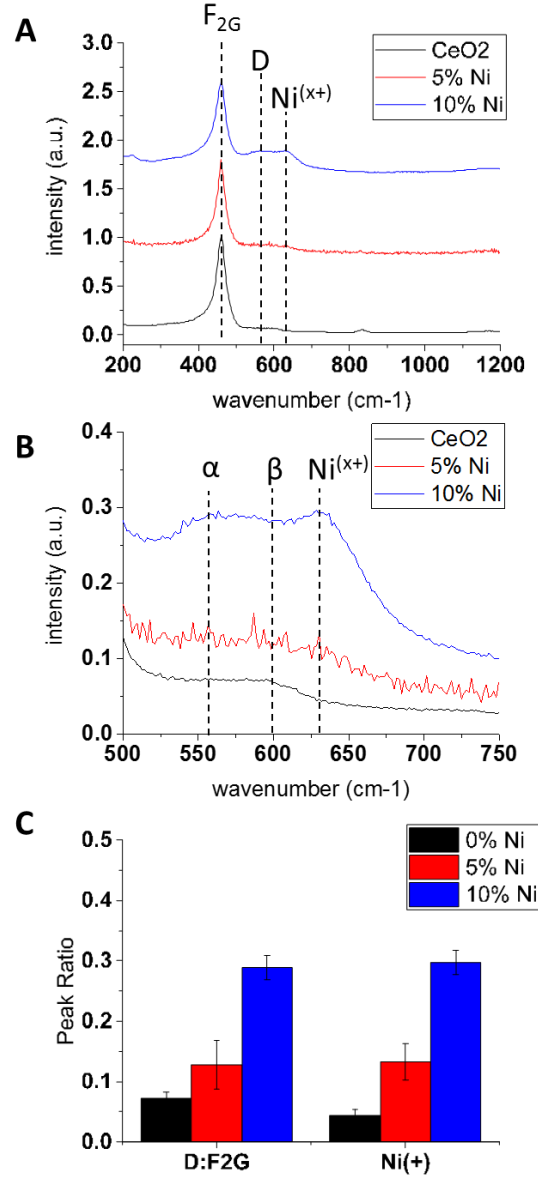 A
F2G
D
Ni(x+)
CeO2
5% Ni
10% Ni
3.0
2.5
2.0
1.5
1.0
0.5
0.0
intensity (a.u.)
200 400 600 800 1000 1200
wavenumber (cm-1)
B
α
β
Ni(x+)
CeO2
5% Ni
10% Ni
0.4
0.3
0.2
0.1
0.0
intensity (a.u.)
500 550 600 650 700 750
wavenumber (cm-1)
C
0% Ni
5% Ni
10% Ni
0.5
0.4
0.3
0.2
0.1
0.0
Peak Ratio
D:F2G Ni(+)